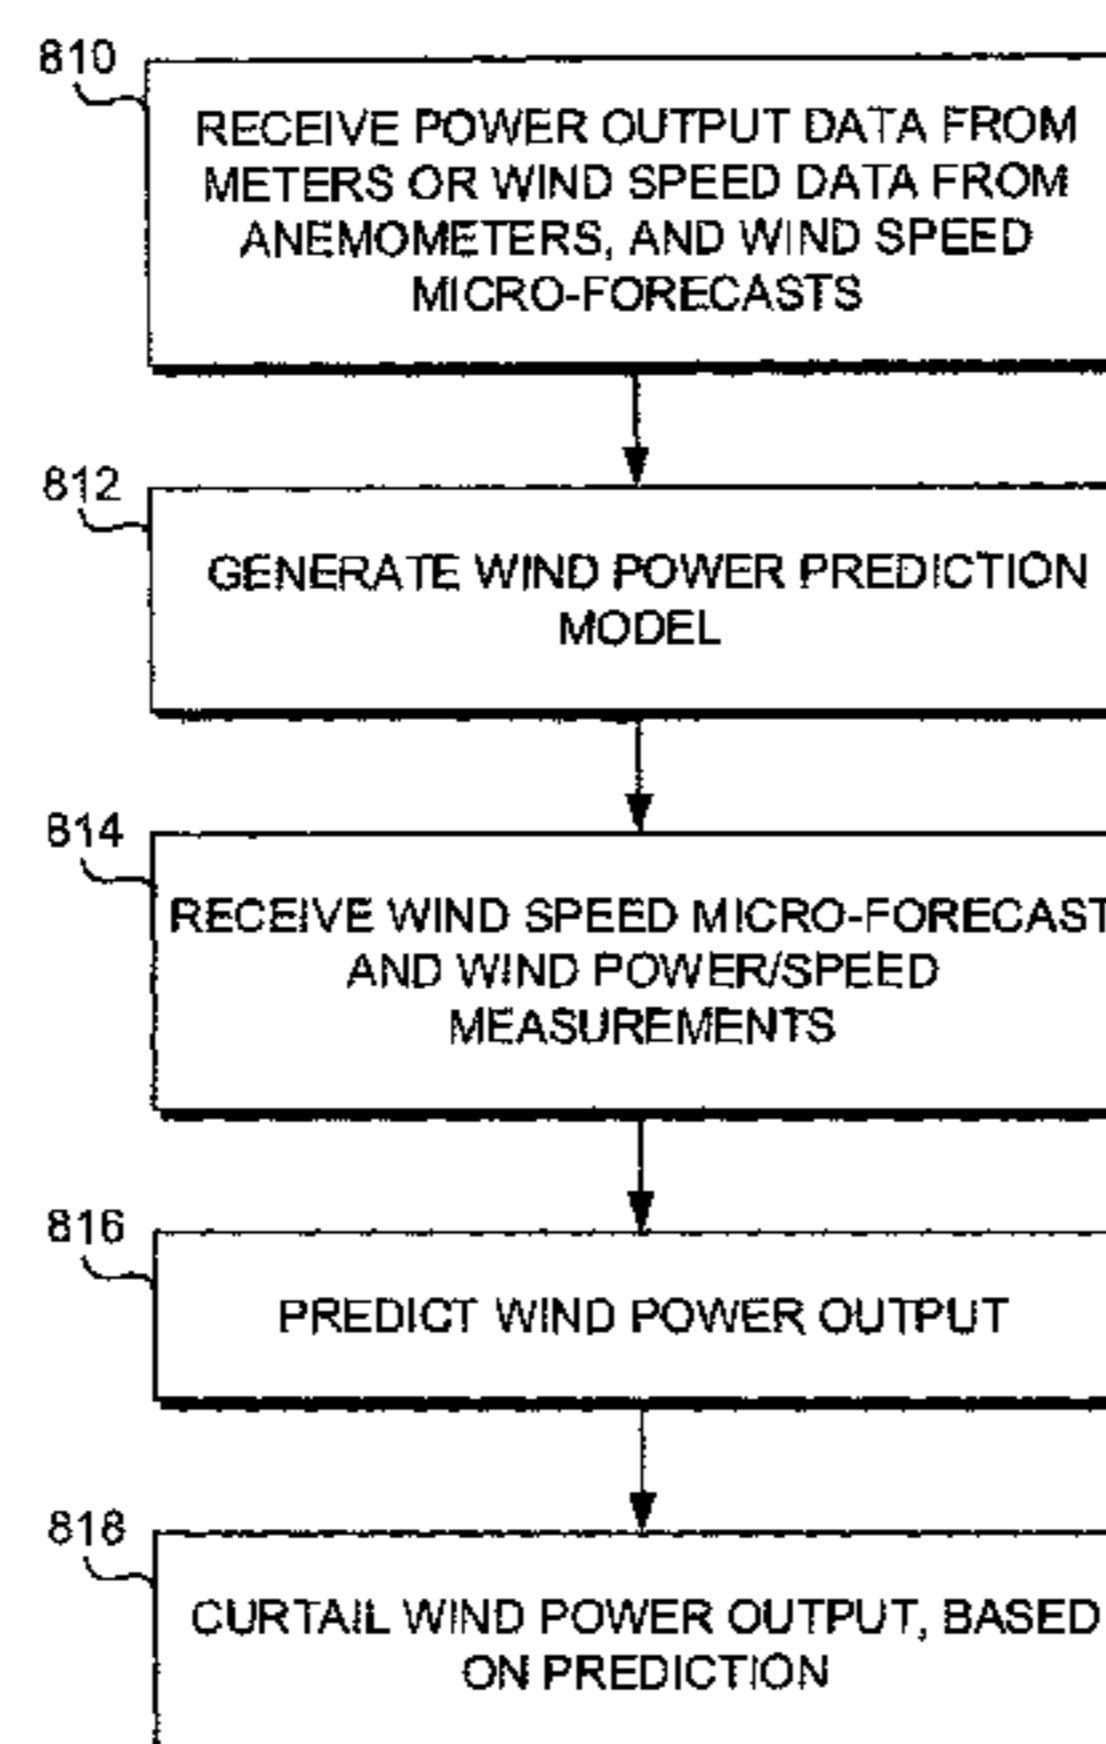 810
RECEIVE POWER OUTPUT DATA FROM
METERS OR WIND SPEED DATA FROM
ANEMOMETERS, AND WIND SPEED
MICRO-FORECASTS
812
GENERATE WIND POWER PREDICTION
MODEL
814
RECEIVE WIND SPEED MICRO-FORECAST
AND WIND POWER/SPEED
MEASUREMENTS
816
PREDICT WIND POWER OUTPUT
818
CURTAIL WIND POWER OUTPUT, BASED
ON PREDICTION